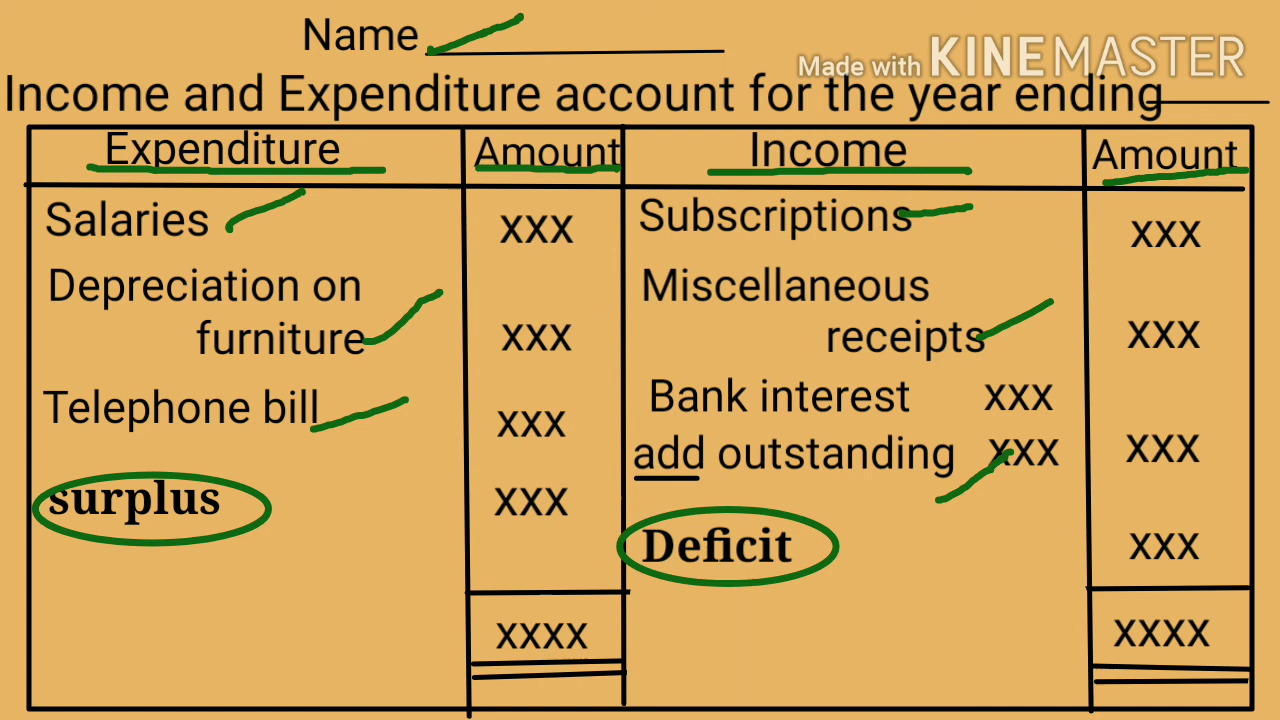 Name
Made with KINEMASTER
Income and Expenditure account for the year ending
Expenditure Amount Income Amount
Salaries xxx Subscriptions xxx
Depreciation on Miscellaneous
furniture xxx receipts xxx
Telephone bill xxx Bank interest xxx
add outstanding xxx xxx
surplus xxx
Deficit xxx
xxxx xxxx